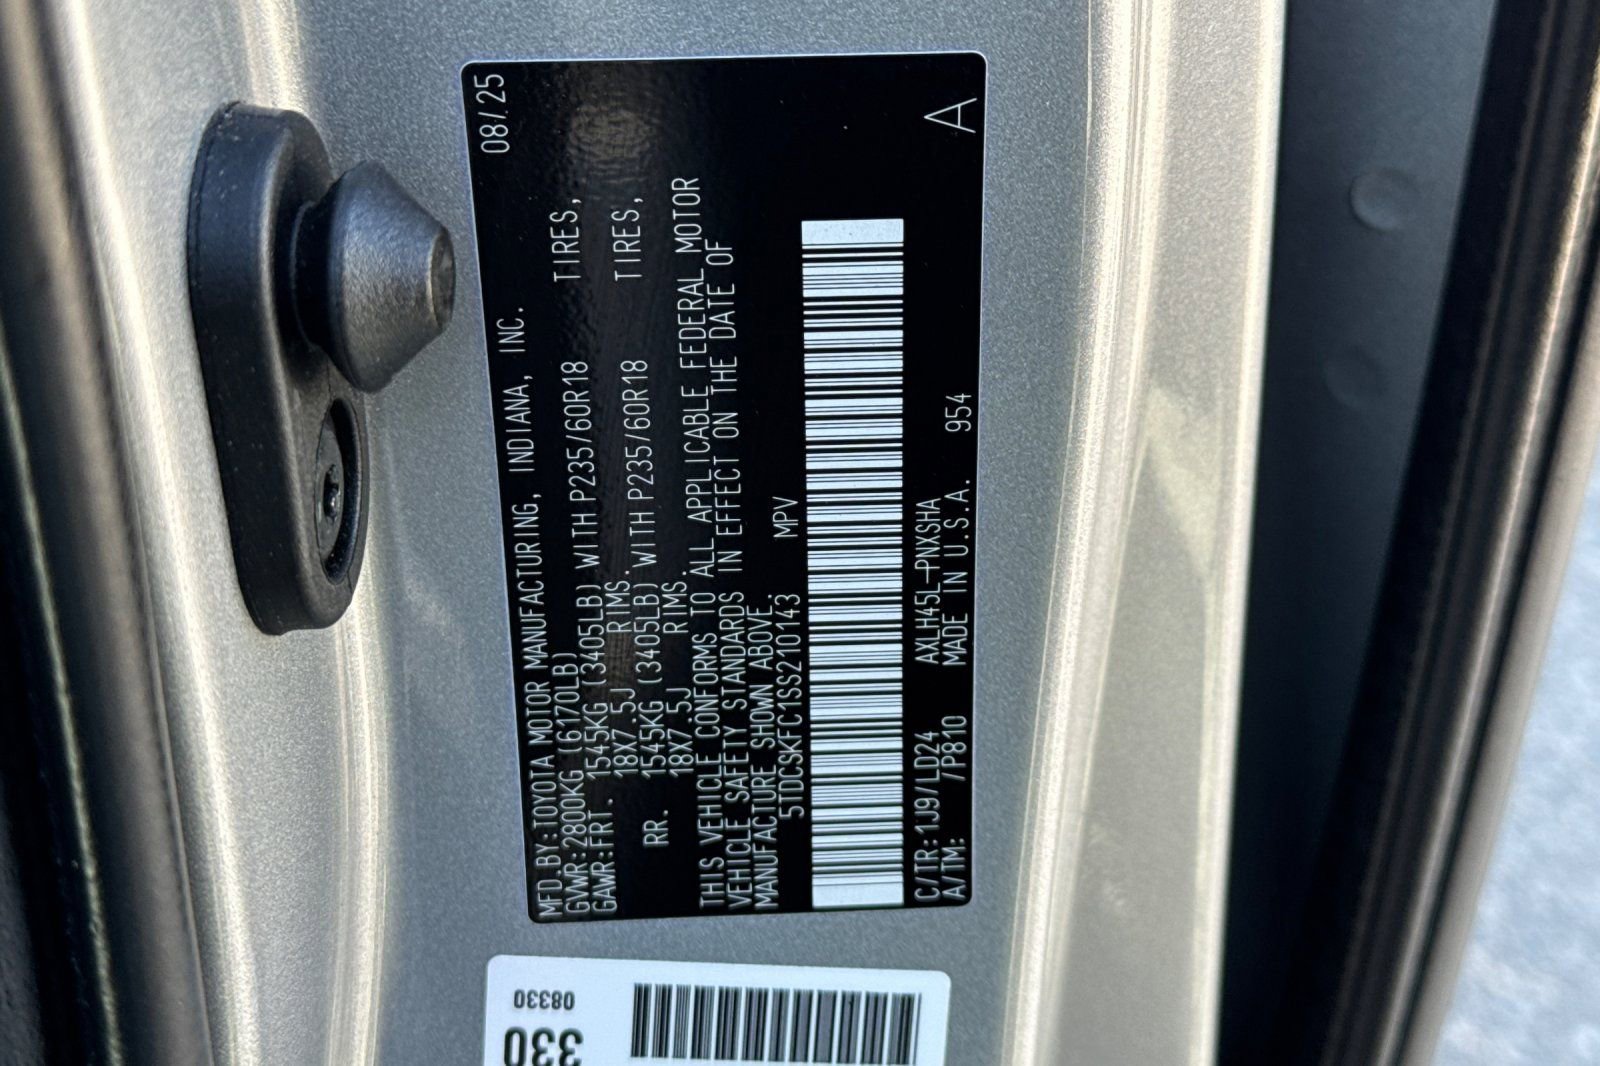 MFD.BY:TOYOTA MOTOR MANUFACTURING, INDIANA, INC. 08/25
GVWR:2800KG (6170LB)
GAWR:FRT. 1545KG (3405LB) WITH P235/60R18 TIRES,
18X7.5J RIMS.
RR. 1545KG (3405LB) WITH P235/60R18 TIRES,
18X7.5J RIMS.
THIS VEHICLE CONFORMS TO ALL APPLICABLE FEDERAL MOTOR
VEHICLE SAFETY STANDARDS IN EFFECT ON THE DATE OF
MANUFACTURE SHOWN ABOVE.
5TDCSKFC1SS210143 MPV
C/TR:1J9/LD24 AXLH45L-PNXSHA
A/TM: /P810 MADE IN U.S.A. 954 A
08330
330